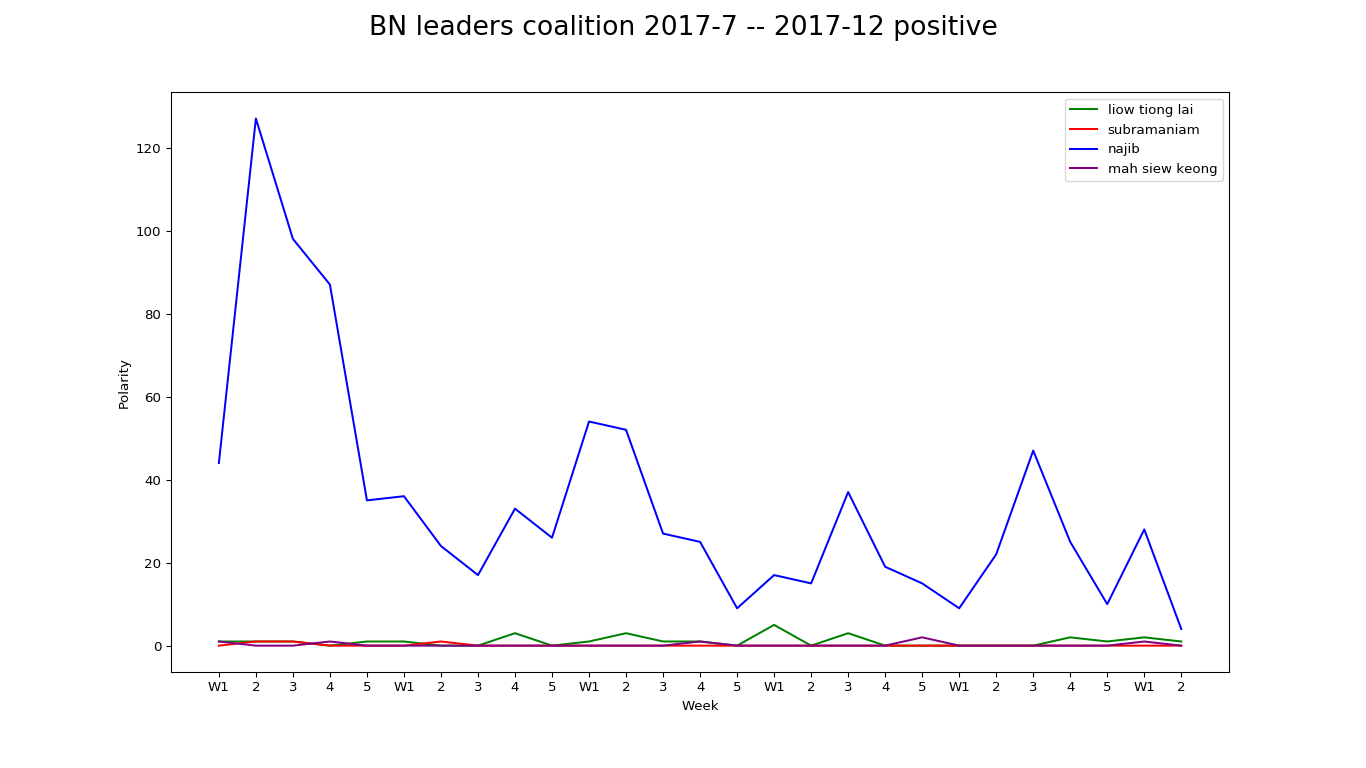 BN leaders coalition 2017-7 -- 2017-12 positive
liow tiong lai
subramaniam
najib
mah siew keong
120
100
80
60
40
20
0
Polarity
W1 2 3 4 5 W1 2 3 4 5 W1 2 3 4 5 W1 2 3 4 5 W1 2 3 4 5 W1 2
Week